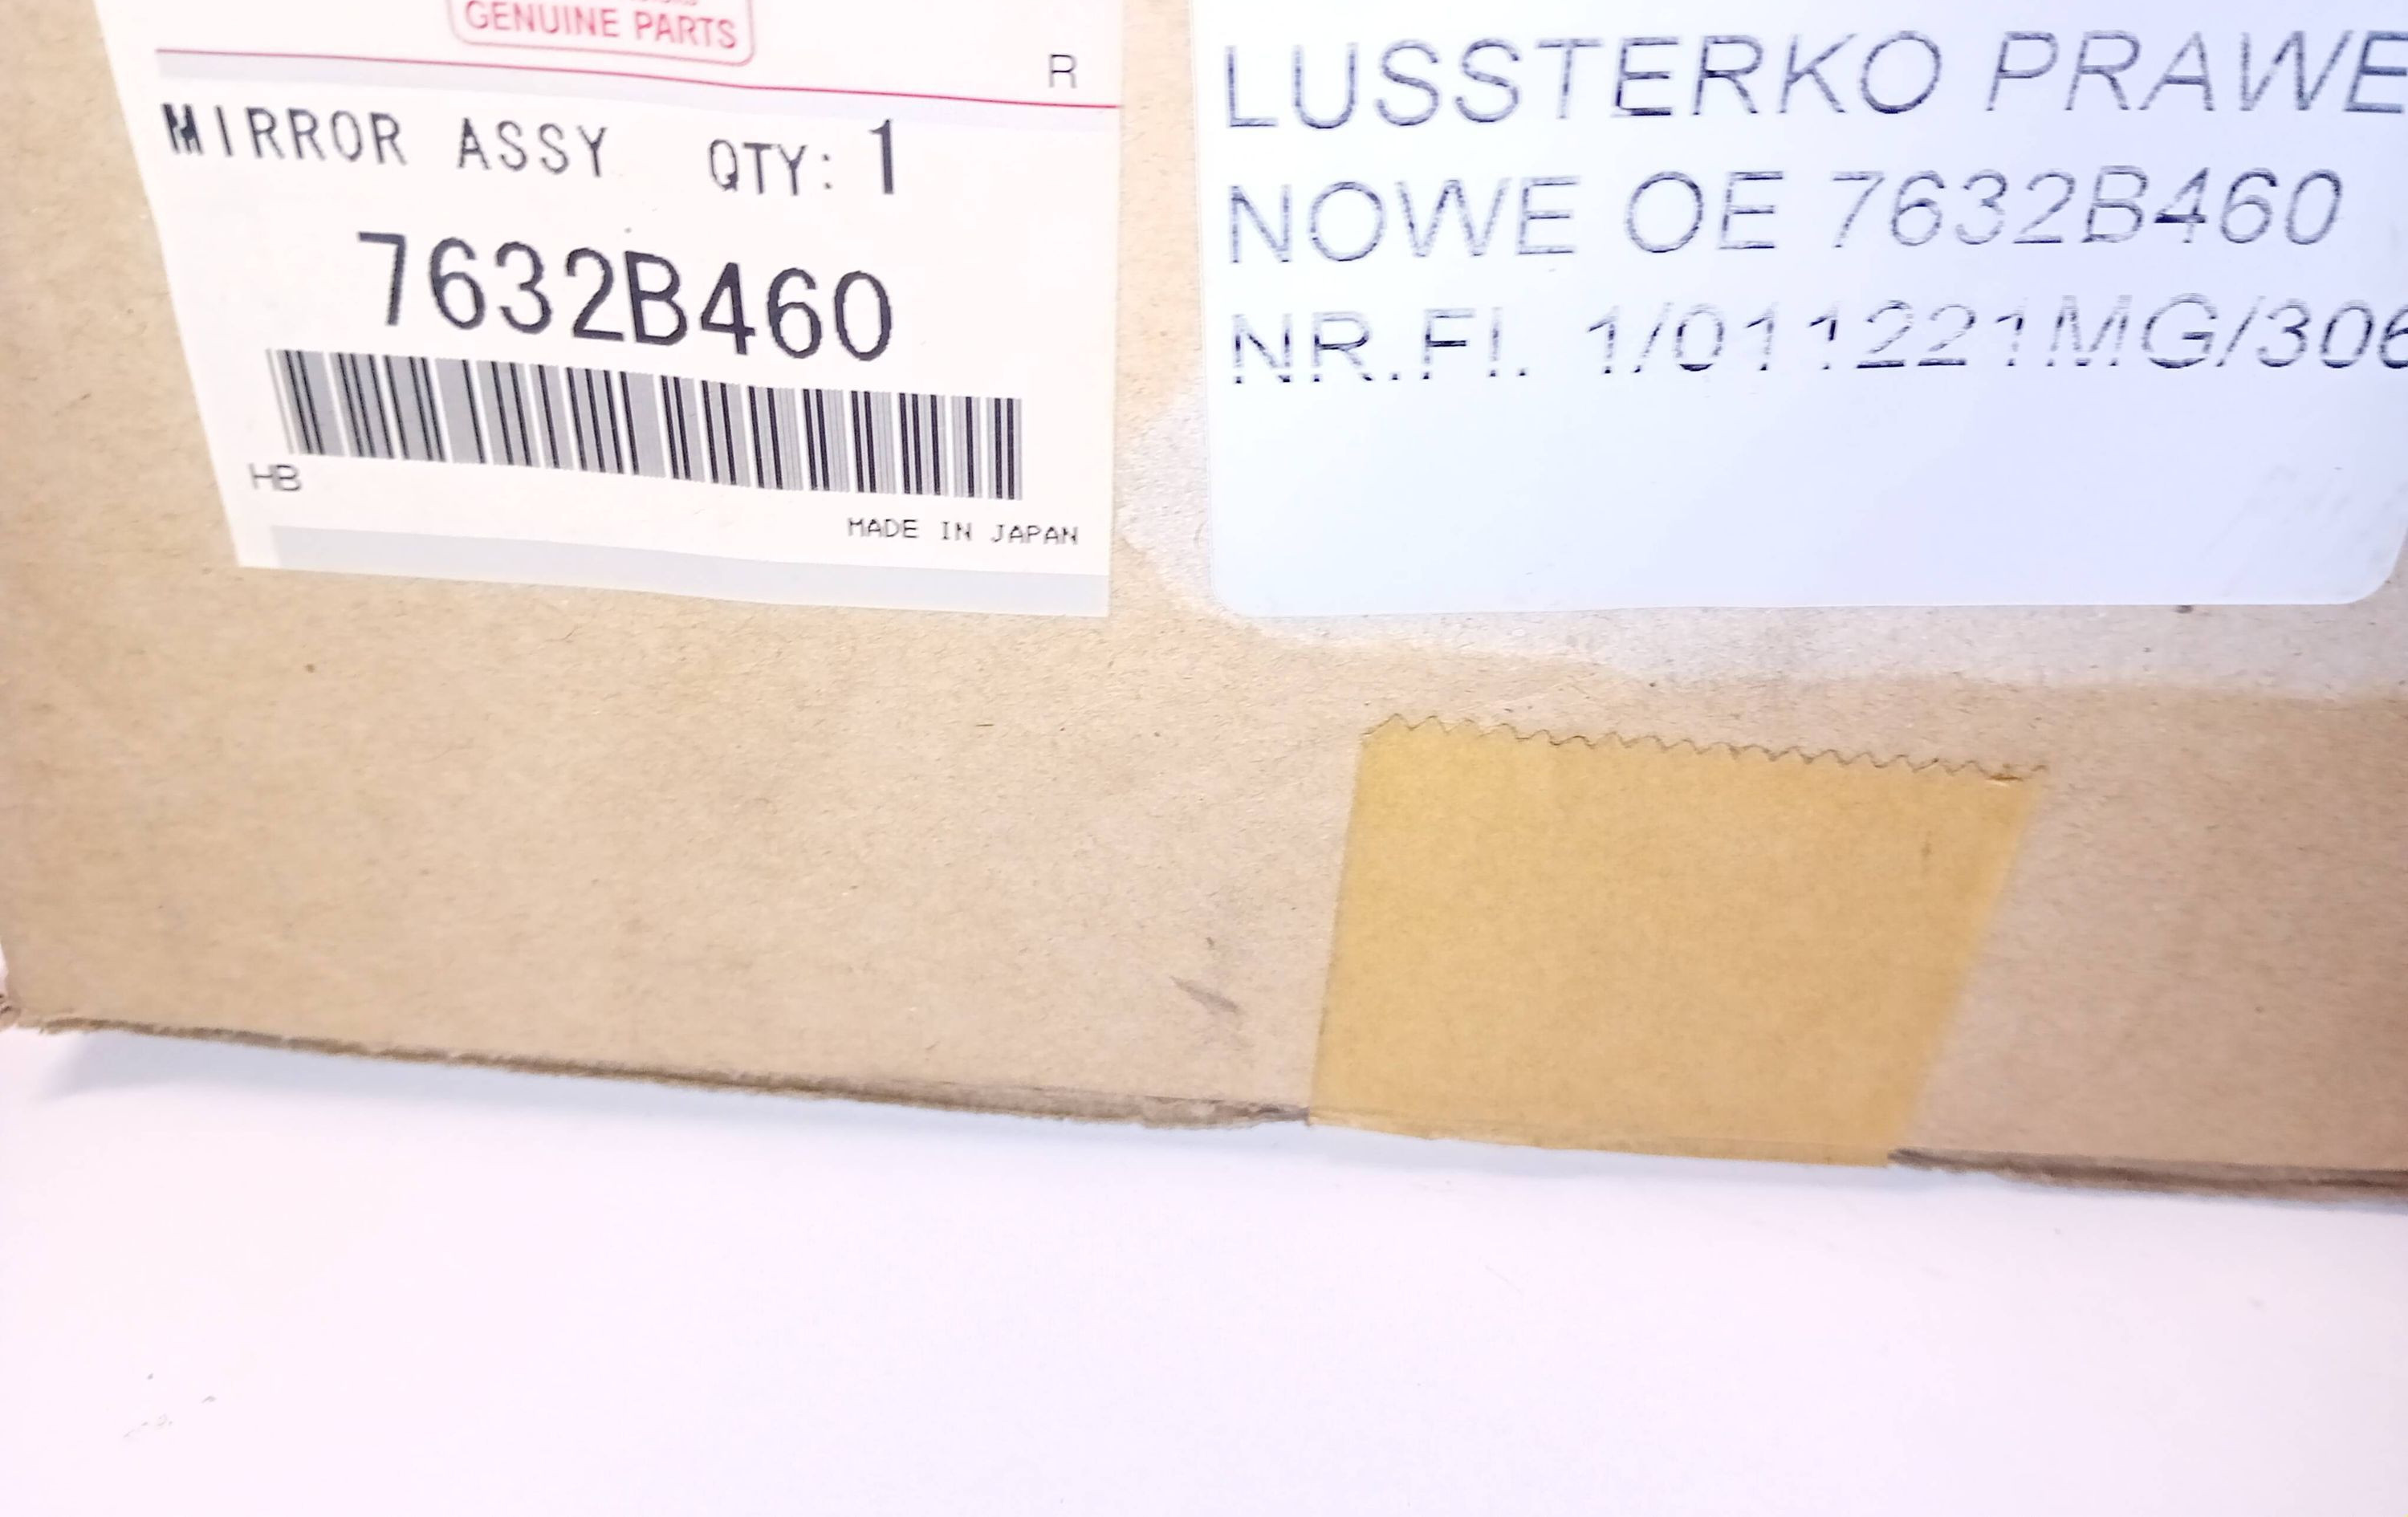 GENUINE PARTS
R
MIRROR ASSY QTY: 1
7632B460
HB
MADE IN JAPAN
LUSSTERKO PRAWE
NOWE OE 7632B460
NR.FI. 1/011221MG/306